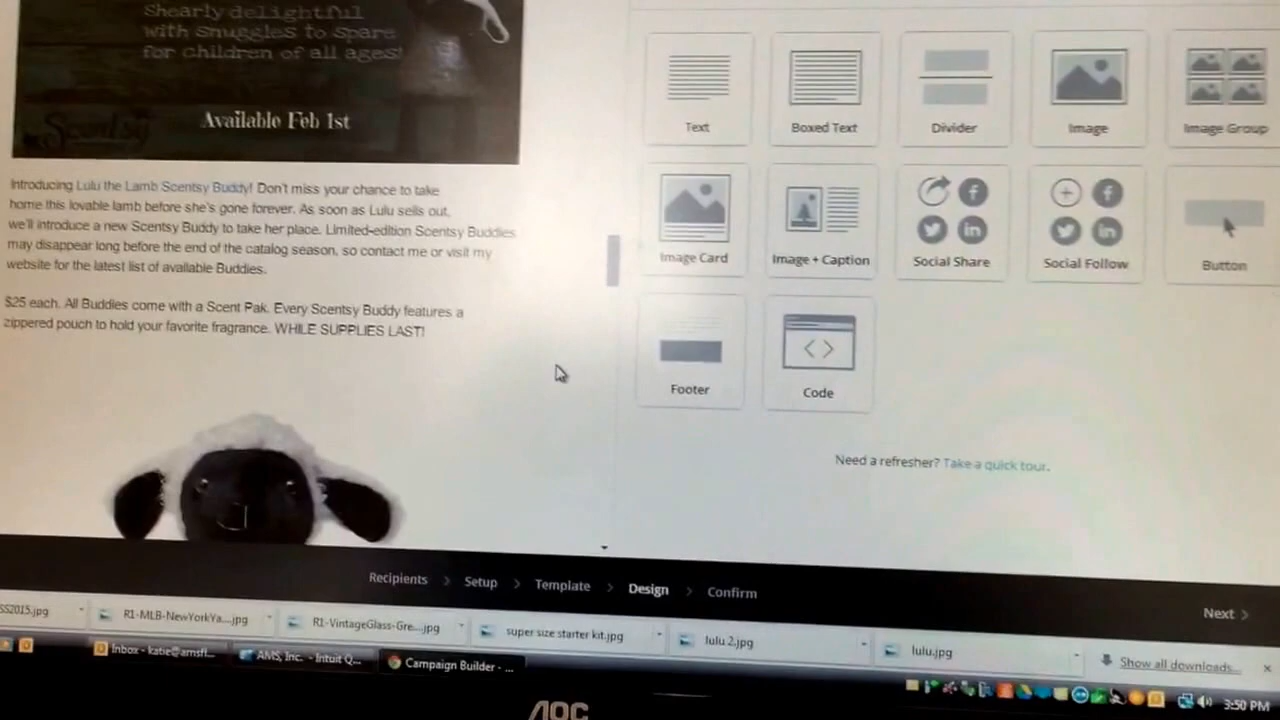 Shearly delightful
with snuggles to spare
for children of all ages!
Available Feb 1st
Scentsy
Introducing Lulu the Lamb Scentsy Buddy! Don't miss your chance to take
home this lovable lamb before she's gone forever. As soon as Lulu sells out,
we'll introduce a new Scentsy Buddy to take her place. Limited-edition Scentsy Buddies
may disappear long before the end of the catalog season, so contact me or visit my
website for the latest list of available Buddies.
$25 each. All Buddies come with a Scent Pak. Every Scentsy Buddy features a
zippered pouch to hold your favorite fragrance. WHILE SUPPLIES LAST!
Text
Boxed Text
Divider
Image
Image Group
Image Card
Image + Caption
Social Share
Social Follow
Button
Footer
Code
Need a refresher? Take a quick tour.
Recipients > Setup > Template > Design > Confirm
Next >
SS2015.jpg
R1-MLB-NewYorkYa....jpg
R1-VintageGlass-Gre....jpg
super size starter kit.jpg
lulu 2.jpg
lulu.jpg
Show all downloads...
Inbox - katie@amsfl...
AMS, Inc. - Intuit Q...
Campaign Builder - ...
3:50 PM
AOC